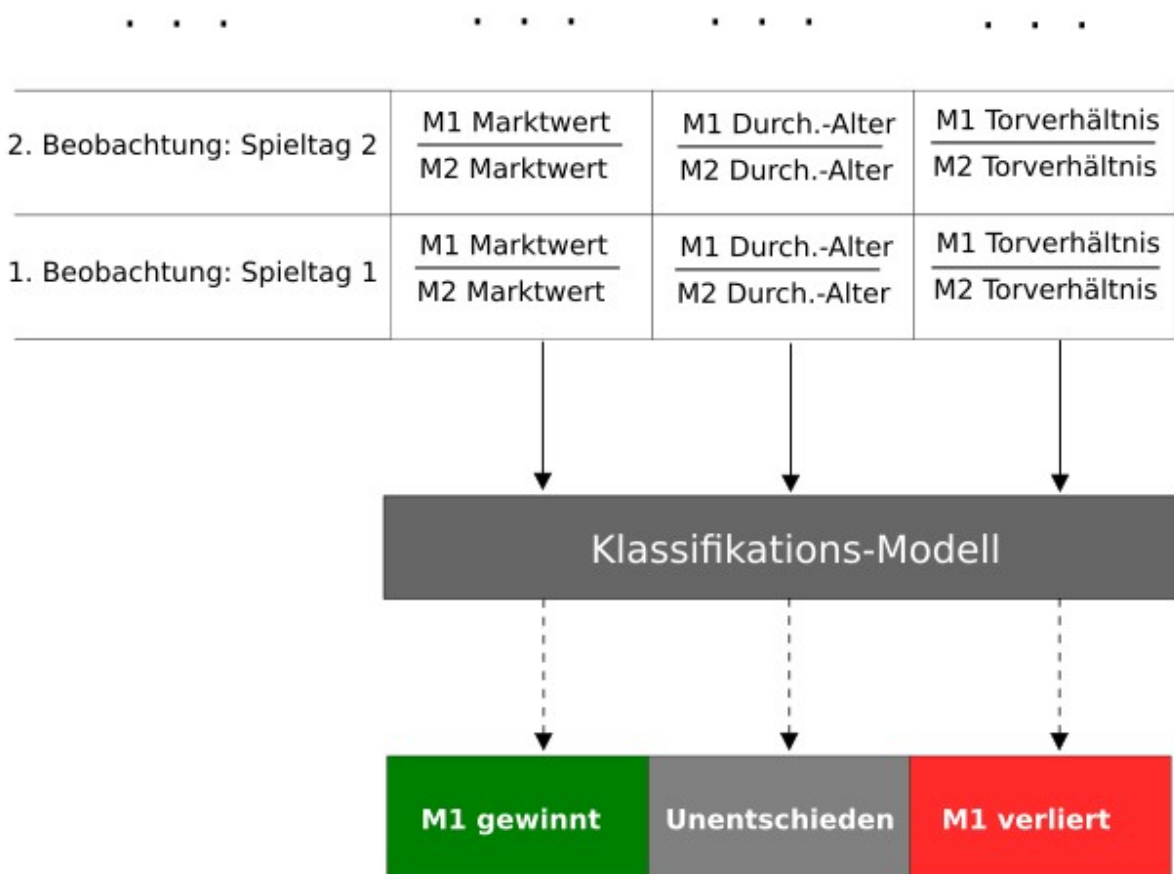 . . . . . . . . . . . .
2. Beobachtung: Spieltag 2
M1 Marktwert
M2 Marktwert
M1 Durch.-Alter
M2 Durch.-Alter
M1 Torverhältnis
M2 Torverhältnis
1. Beobachtung: Spieltag 1
M1 Marktwert
M2 Marktwert
M1 Durch.-Alter
M2 Durch.-Alter
M1 Torverhältnis
M2 Torverhältnis
Klassifikations-Modell
M1 gewinnt
Unentschieden
M1 verliert